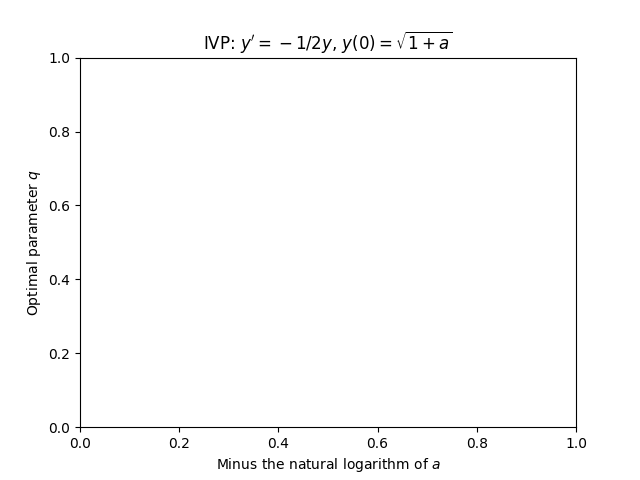 IVP: $y' = -1/2y$, $y(0) = \sqrt{1+a}$
1.0
0.8
0.6
0.4
0.2
0.0
Optimal parameter $q$
0.0 0.2 0.4 0.6 0.8 1.0
Minus the natural logarithm of $a$